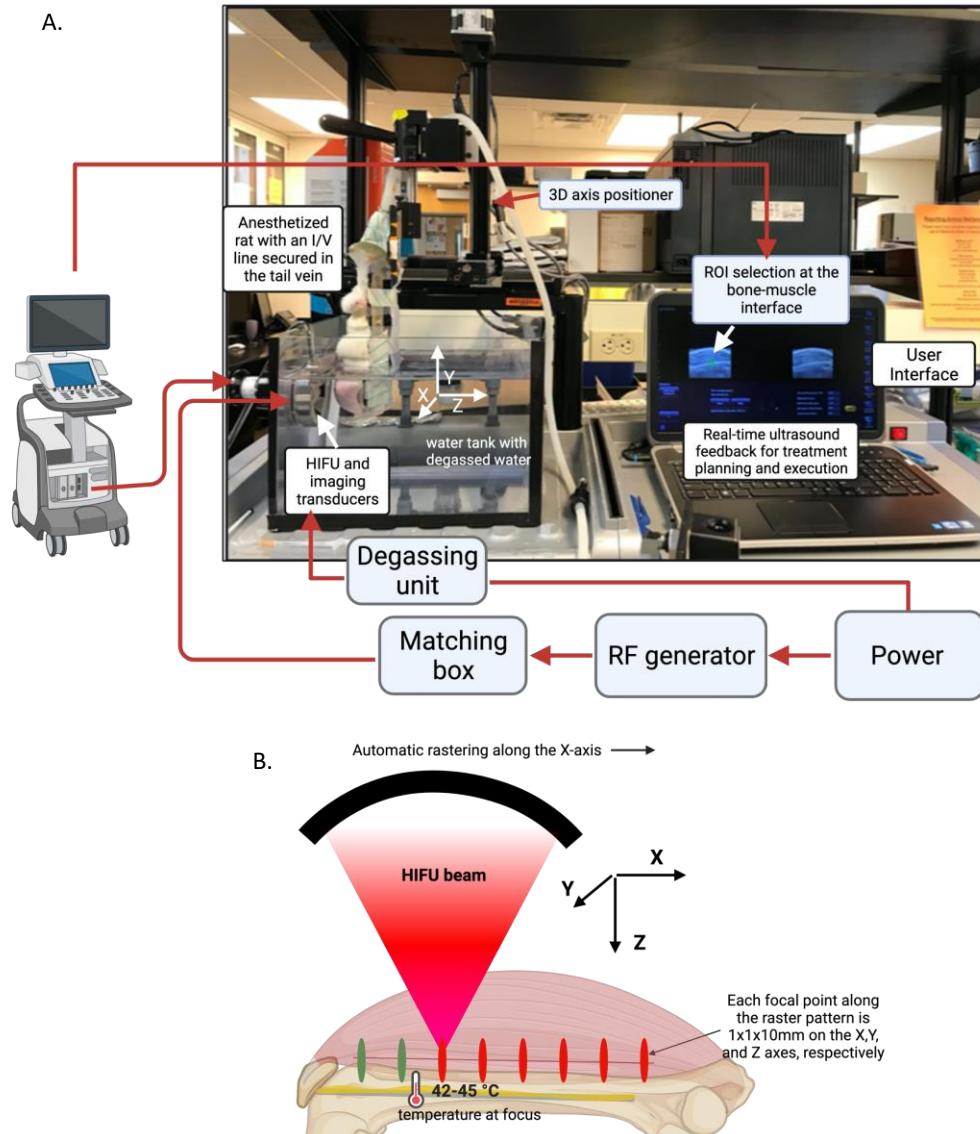 A.
3D axis positioner
Anesthetized
rat with an I/V
line secured in
the tail vein
ROI selection at the
bone-muscle
interface
User
Interface
X
Y
Z
water tank with
degassed water
Real-time ultrasound
feedback for treatment
planning and execution
HIFU and
imaging
transducers
Degassing
unit
Matching
box
RF generator
Power
Automatic rastering along the X-axis
B.
HIFU beam
X
Y
Z
Each focal point along
the raster pattern is
1x1x10mm on the X,Y,
and Z axes, respectively
42-45 °C
temperature at focus